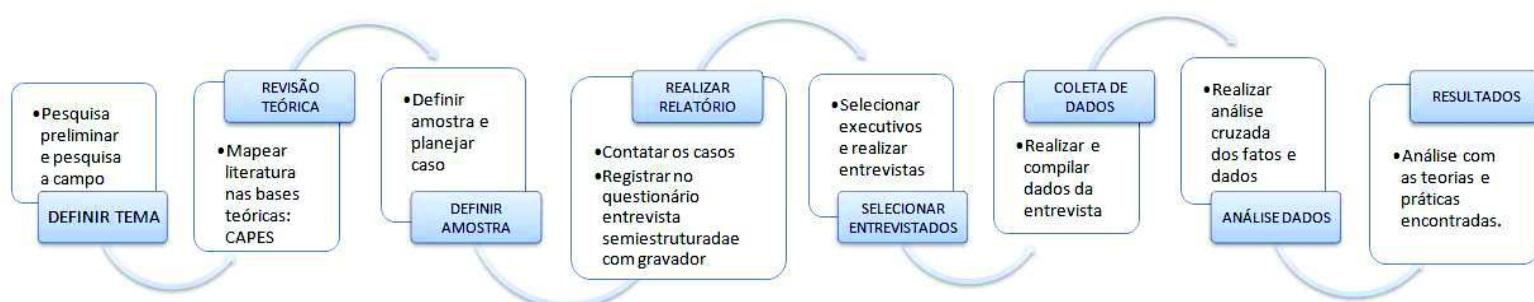 •Pesquisa
preliminar
e pesquisa
a campo
DEFINIR TEMA
REVISÃO
TEÓRICA
•Mapear
literatura
nas bases
teóricas:
CAPES
•Definir
amostra e
planejar
caso
DEFINIR
AMOSTRA
REALIZAR
RELATÓRIO
•Contatar os casos
•Registrar no
questionário
entrevista
semiestruturadae
com gravador
•Selecionar
executivos
e realizar
entrevistas
SELECIONAR
ENTREVISTADOS
COLETA DE
DADOS
•Realizar e
compilar
dados da
entrevista
•Realizar
análise
cruzada
dos fatos e
dados
ANÁLISE DADOS
RESULTADOS
•Análise com
as teorias e
práticas
encontradas.